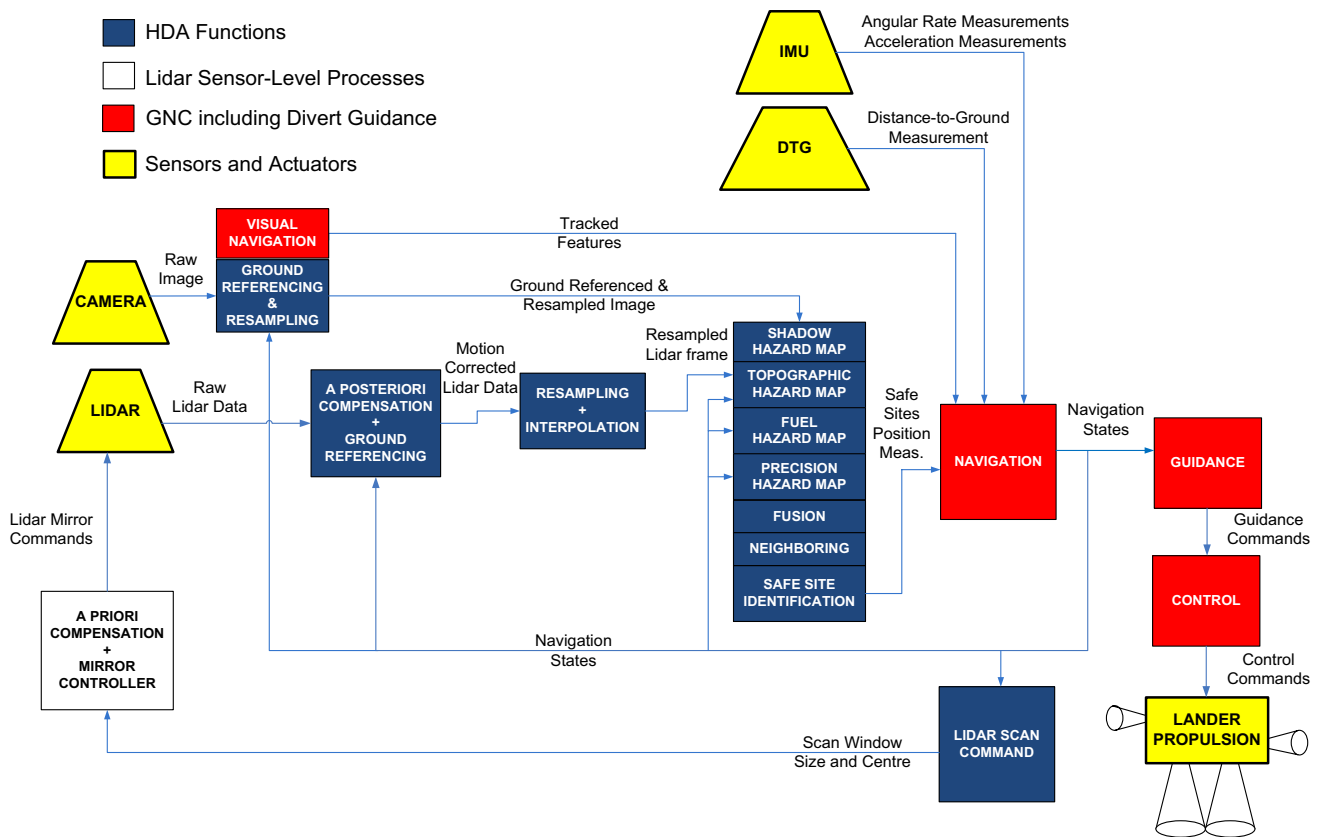 HDA Functions
Lidar Sensor-Level Processes
GNC including Divert Guidance
Sensors and Actuators
IMU
Angular Rate Measurements
Acceleration Measurements
DTG
Distance-to-Ground
Measurement
VISUAL
NAVIGATION
Tracked
Features
CAMERA
Raw
Image
GROUND
REFERENCING
&
RESAMPLING
Ground Referenced &
Resampled Image
LIDAR
Raw
Lidar Data
A POSTERIORI
COMPENSATION
+
GROUND
REFERENCING
Motion
Corrected
Lidar Data
RESAMPLING
+
INTERPOLATION
Resampled
Lidar frame
SHADOW
HAZARD MAP
TOPOGRAPHIC
HAZARD MAP
FUEL
HAZARD MAP
PRECISION
HAZARD MAP
FUSION
NEIGHBORING
SAFE SITE
IDENTIFICATION
Safe
Sites
Position
Meas.
NAVIGATION
Navigation
States
GUIDANCE
Guidance
Commands
CONTROL
Control
Commands
LANDER
PROPULSION
Lidar Mirror
Commands
A PRIORI
COMPENSATION
+
MIRROR
CONTROLLER
Navigation
States
LIDAR SCAN
COMMAND
Scan Window
Size and Centre